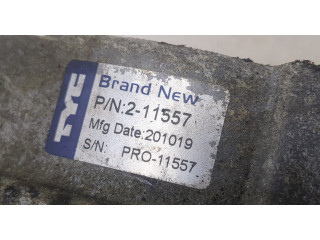 TYC
Brand New
P/N:2-11557
Mfg Date:201019
S/N: PRO-11557